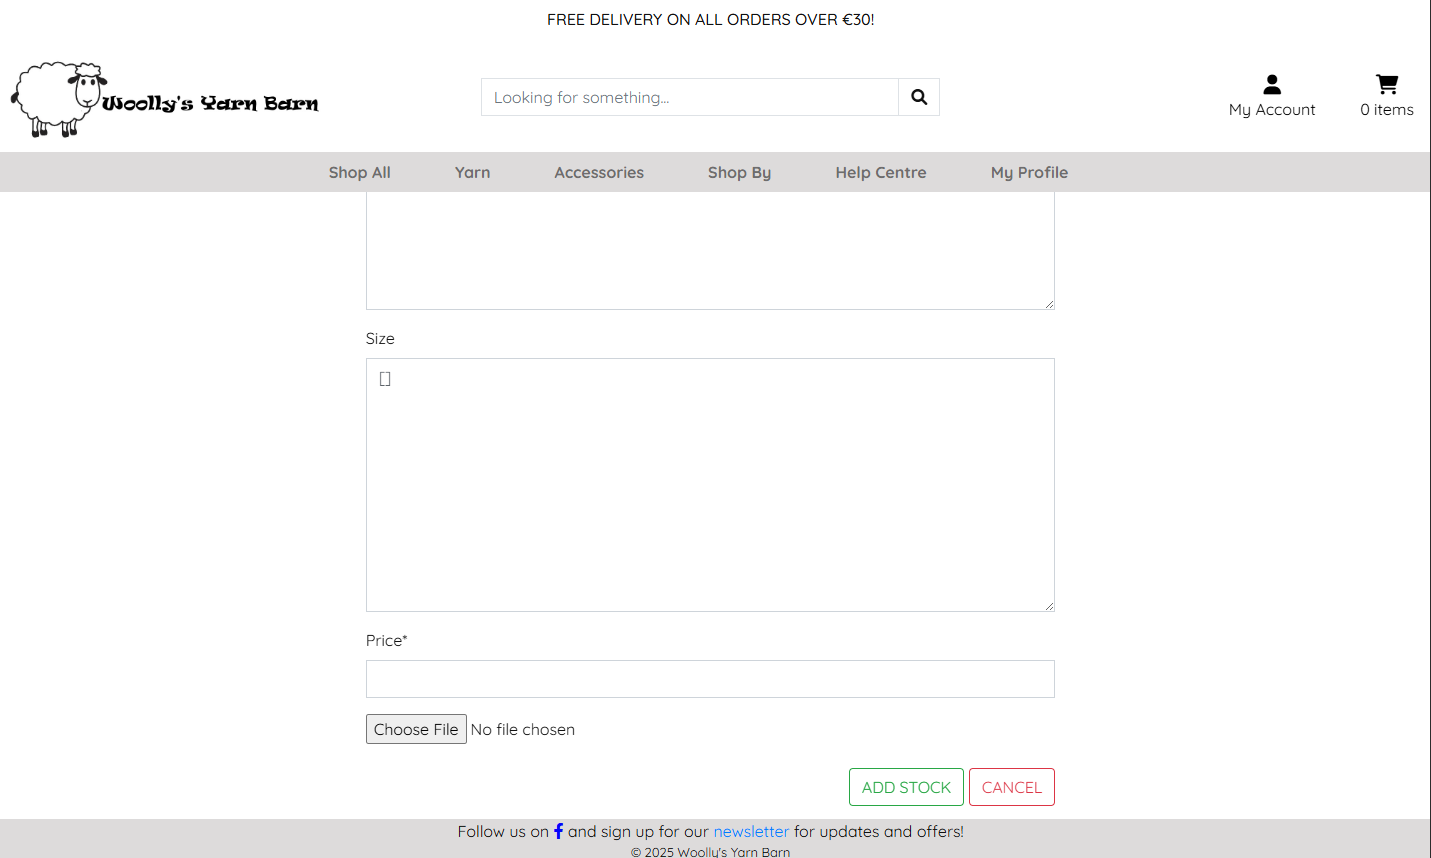 FREE DELIVERY ON ALL ORDERS OVER €30!
Woolly's Yarn Barn
Looking for something...
My Account
0 items
Shop All
Yarn
Accessories
Shop By
Help Centre
My Profile
Size
[]
Price*
Choose File No file chosen
ADD STOCK
CANCEL
Follow us on f and sign up for our newsletter for updates and offers!
© 2025 Woolly's Yarn Barn